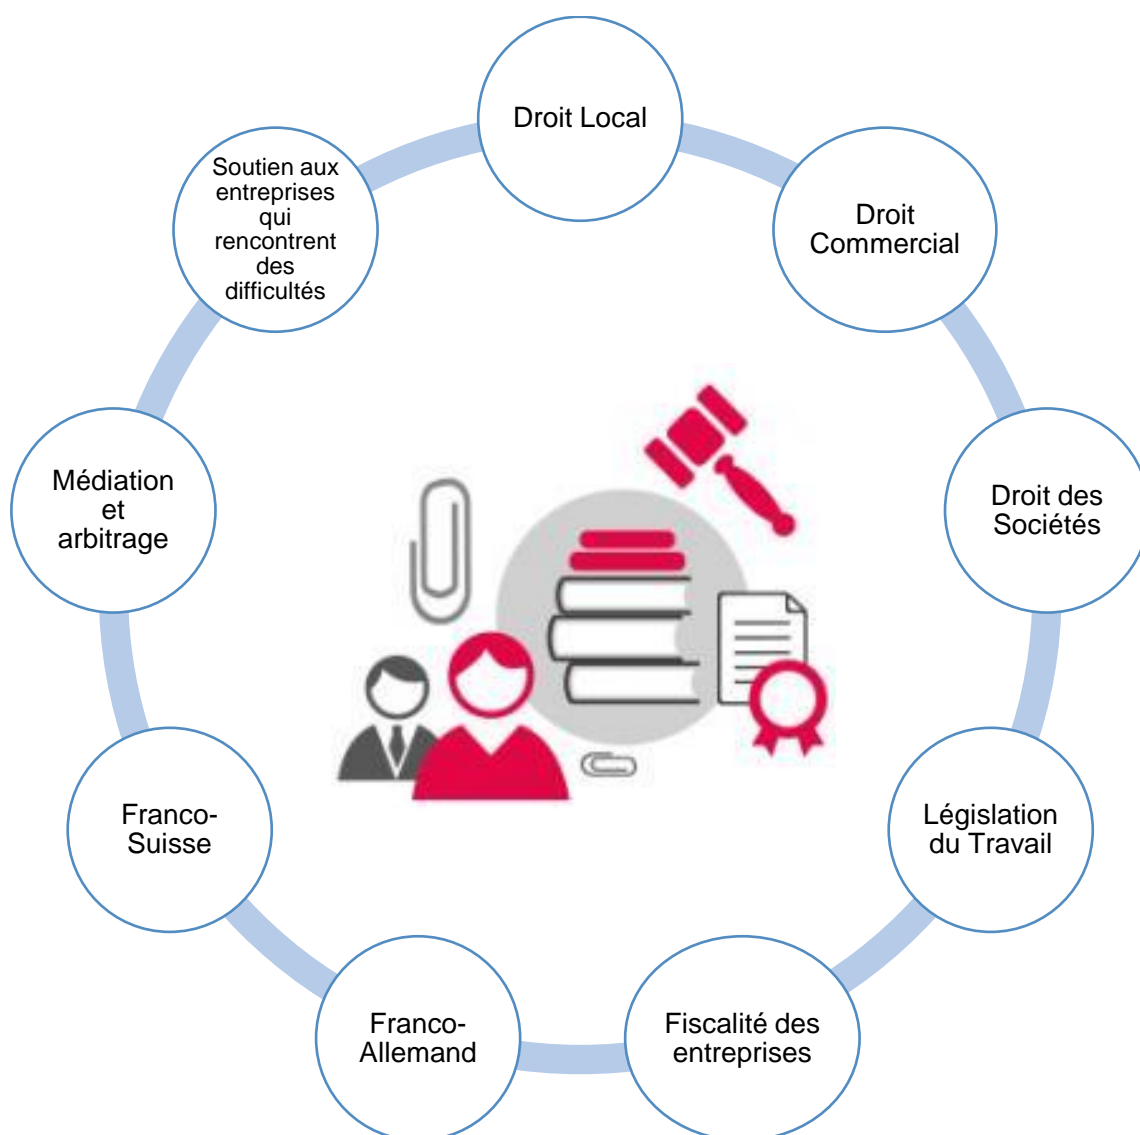 Droit Local
Droit
Commercial
Droit des
Sociétés
Législation
du Travail
Fiscalité des
entreprises
Franco-
Allemand
Franco-
Suisse
Médiation
et
arbitrage
Soutien aux
entreprises
qui
rencontrent
des
difficultés